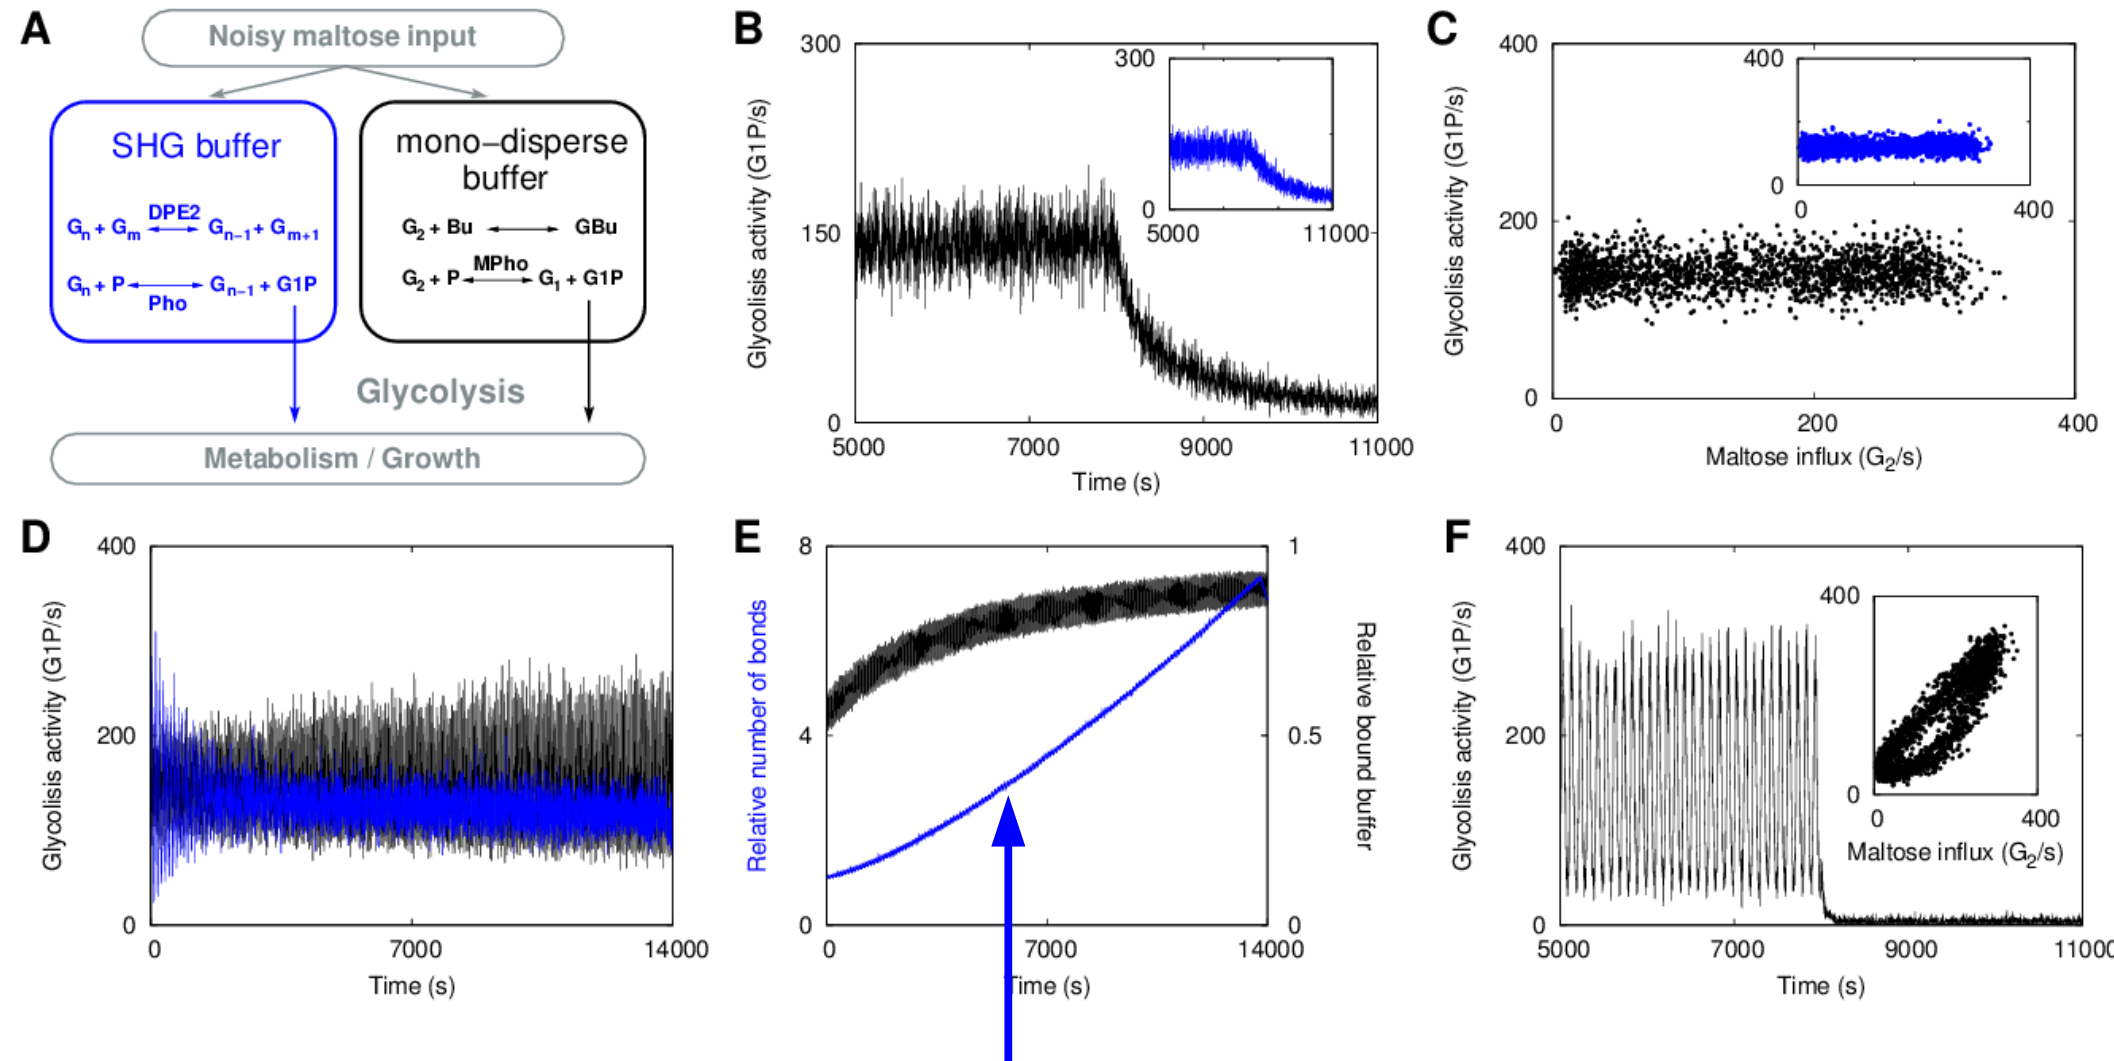 A
Noisy maltose input
SHG buffer
DPE2
Gn + Gm Gn−1 + Gm+1
Gn + P Gn−1 + G1P
Pho
mono−disperse
buffer
G2 + Bu GBu
MPho
G2 + P G1 + G1P
Glycolysis
Metabolism / Growth
B
300
150
0
5000 7000 9000 11000
Time (s)
Glycolisis activity (G1P/s)
300
0
5000 11000
C
400
200
0
0 200 400
Maltose influx (G2/s)
Glycolisis activity (G1P/s)
400
0
0 400
D
400
200
0
0 7000 14000
Time (s)
Glycolisis activity (G1P/s)
E
8
4
0
1
0.5
0
0 7000 14000
Time (s)
Relative number of bonds
Relative bound buffer
F
400
200
0
5000 7000 9000 11000
Time (s)
Glycolisis activity (G1P/s)
400
0
0 400
Maltose influx (G2/s)